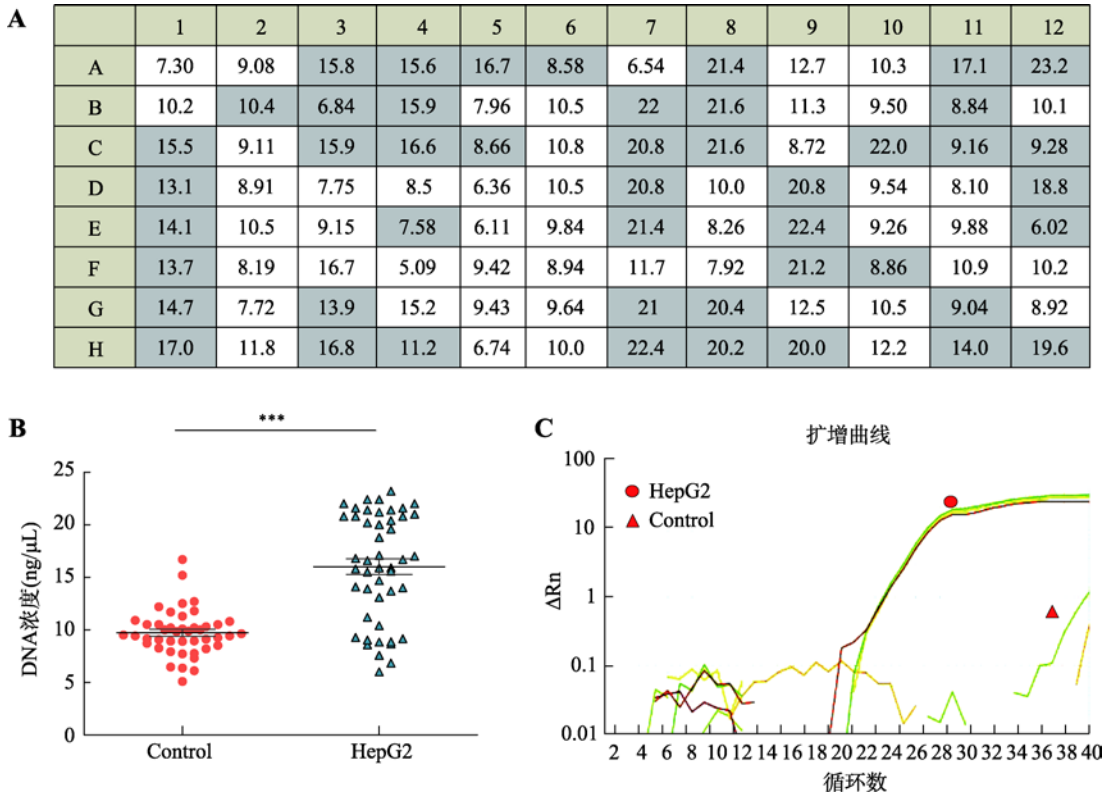 A
1 2 3 4 5 6 7 8 9 10 11 12
A 7.30 9.08 15.8 15.6 16.7 8.58 6.54 21.4 12.7 10.3 17.1 23.2
B 10.2 10.4 6.84 15.9 7.96 10.5 22 21.6 11.3 9.50 8.84 10.1
C 15.5 9.11 15.9 16.6 8.66 10.8 20.8 21.6 8.72 22.0 9.16 9.28
D 13.1 8.91 7.75 8.5 6.36 10.5 20.8 10.0 20.8 9.54 8.10 18.8
E 14.1 10.5 9.15 7.58 6.11 9.84 21.4 8.26 22.4 9.26 9.88 6.02
F 13.7 8.19 16.7 5.09 9.42 8.94 11.7 7.92 21.2 8.86 10.9 10.2
G 14.7 7.72 13.9 15.2 9.43 9.64 21 20.4 12.5 10.5 9.04 8.92
H 17.0 11.8 16.8 11.2 6.74 10.0 22.4 20.2 20.0 12.2 14.0 19.6
B
***
DNA浓度(ng/μL)
25
20
15
10
5
0
Control HepG2
C
扩增曲线
HepG2
Control
ΔRn
100
10
1
0.1
0.01
2 4 6 8 10 12 14 16 18 20 22 24 26 28 30 32 34 36 38 40
循环数